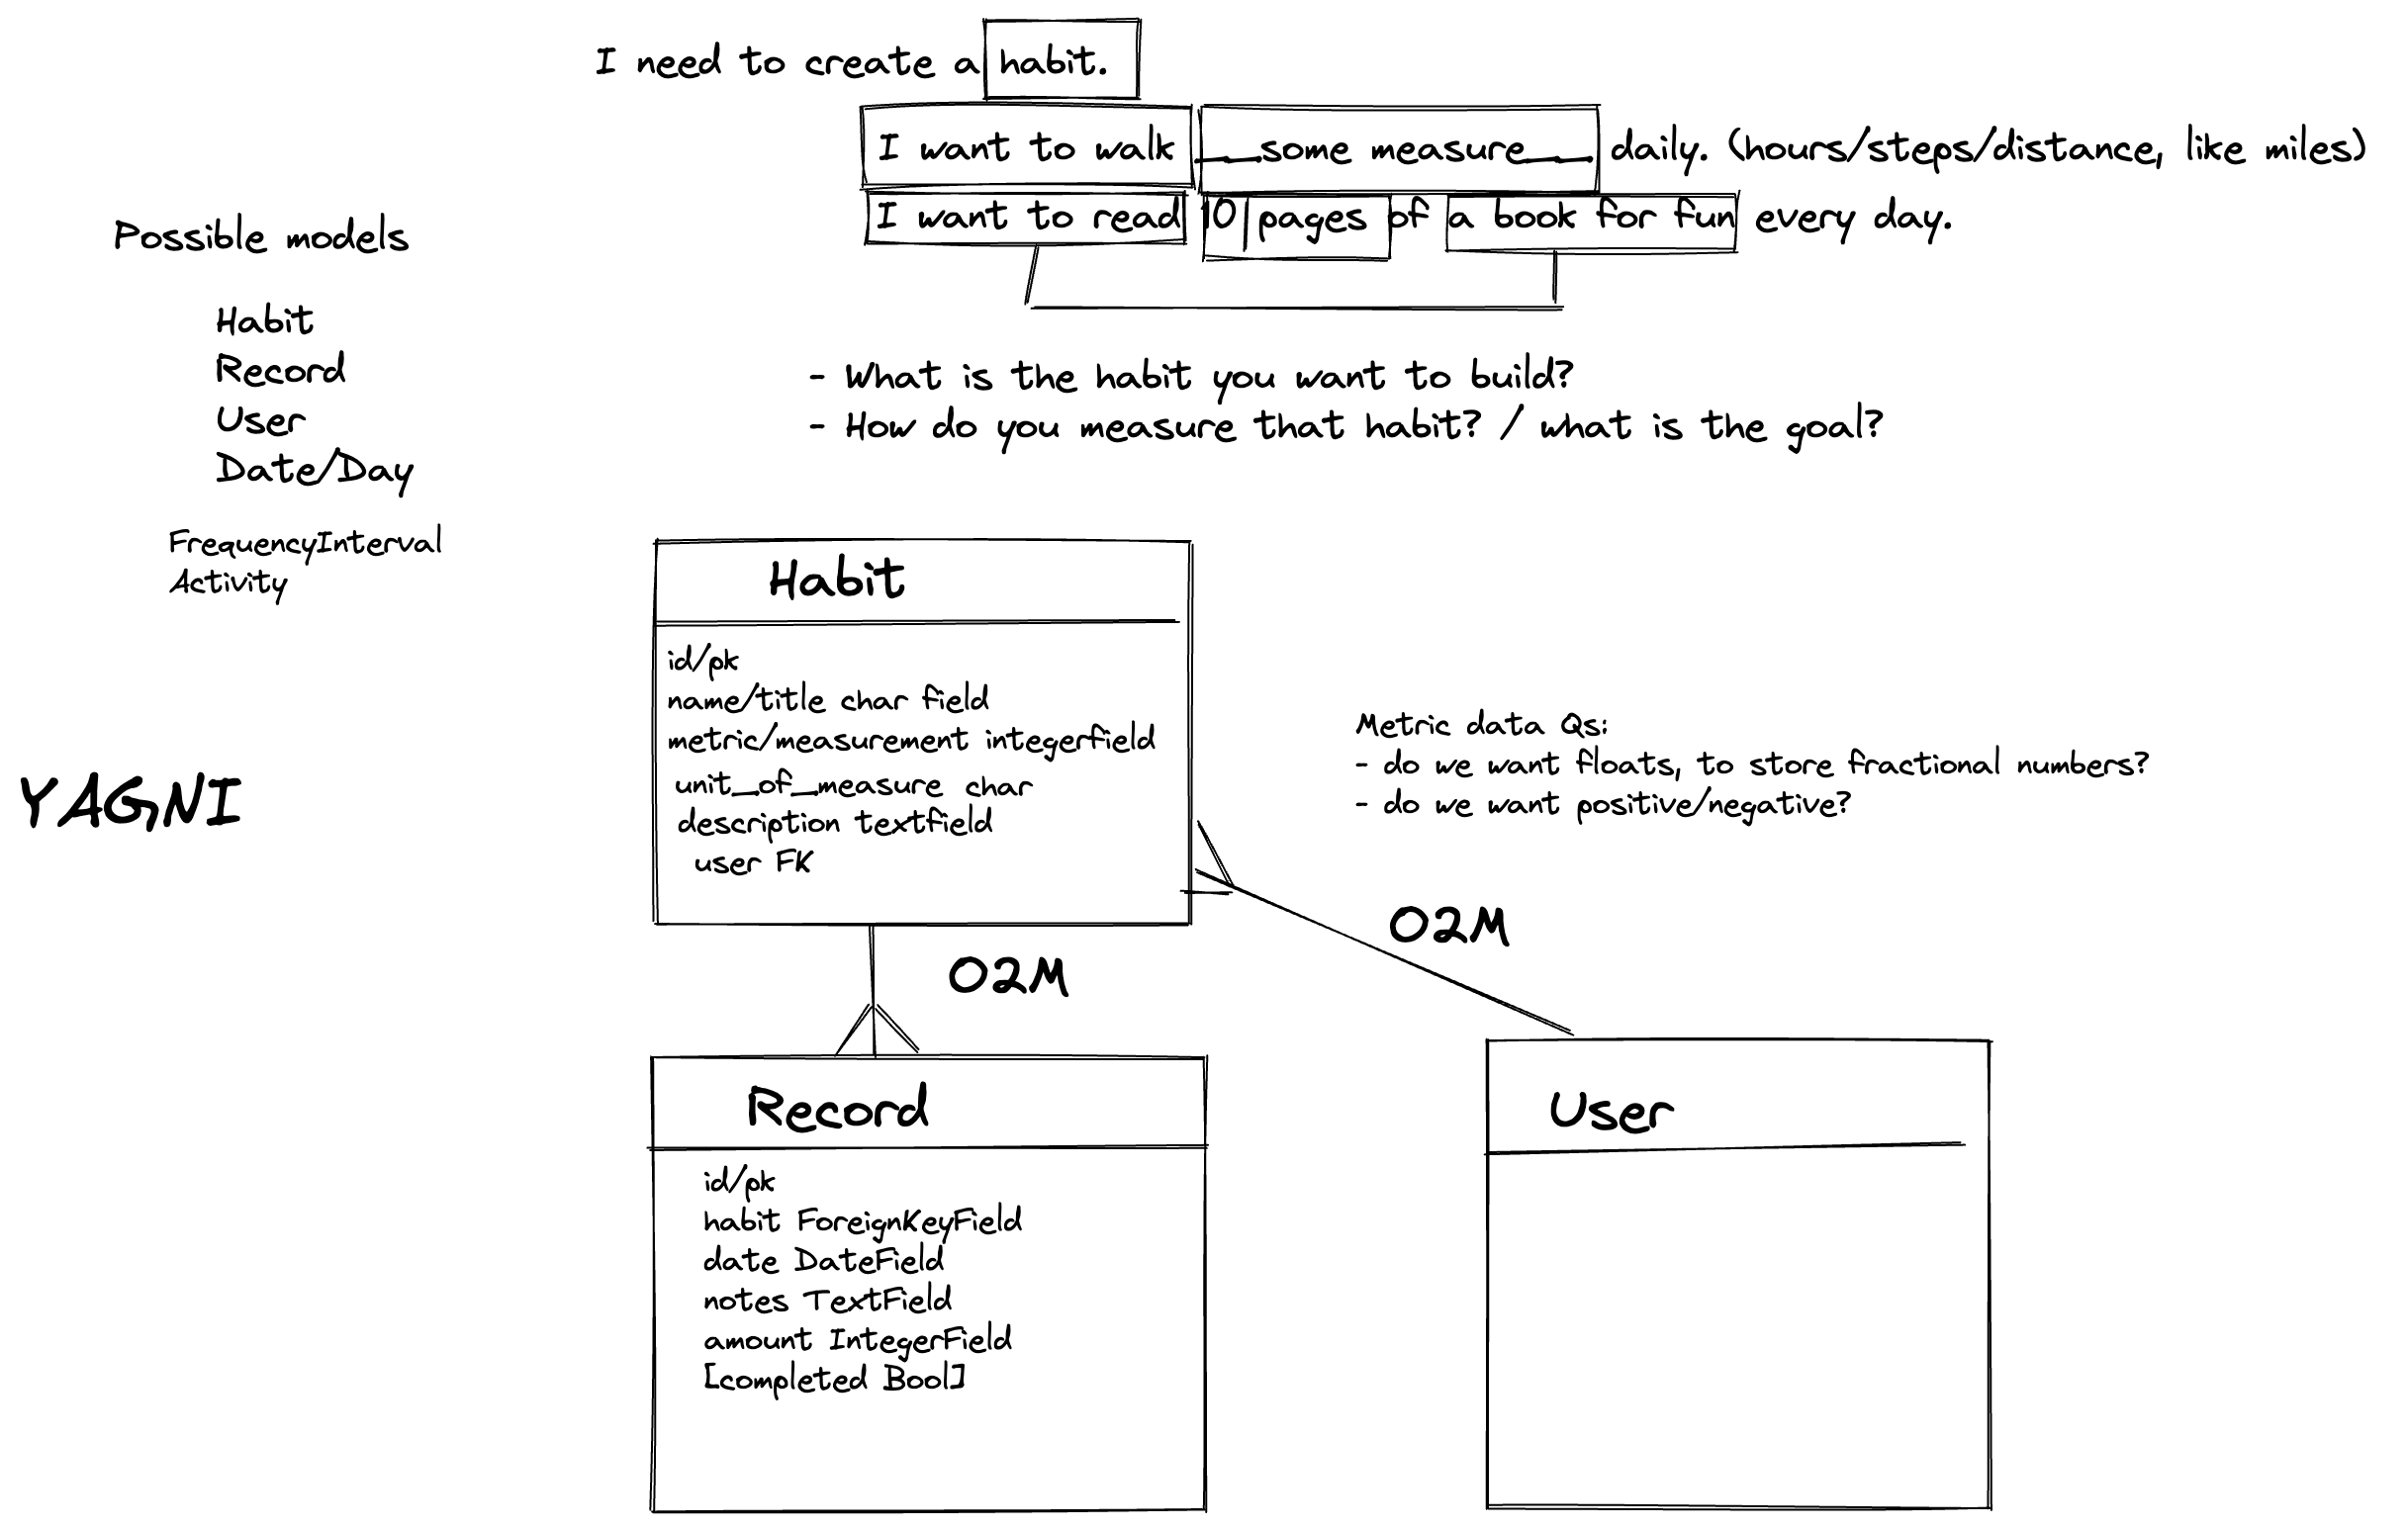 I need to create a habit.
I want to walk ___some measure___ daily. (hours/steps/distance, like miles)
I want to read 10 pages of a book for fun every day.
Possible models
Habit
Record
User
Date/Day
FrequencyInterval
Activity
- What is the habit you want to build?
- How do you measure that habit? / what is the goal?
YAGNI
Habit
id/pk
name/title char field
metric/measurement integerfield
unit_of_measure char
description textfield
user FK
Metric data Qs:
- do we want floats, to store fractional numbers?
- do we want positive/negative?
O2M
O2M
Record
id/pk
habit ForeignKeyField
date DateField
notes TextField
amount IntegerField
[completed Bool]
User